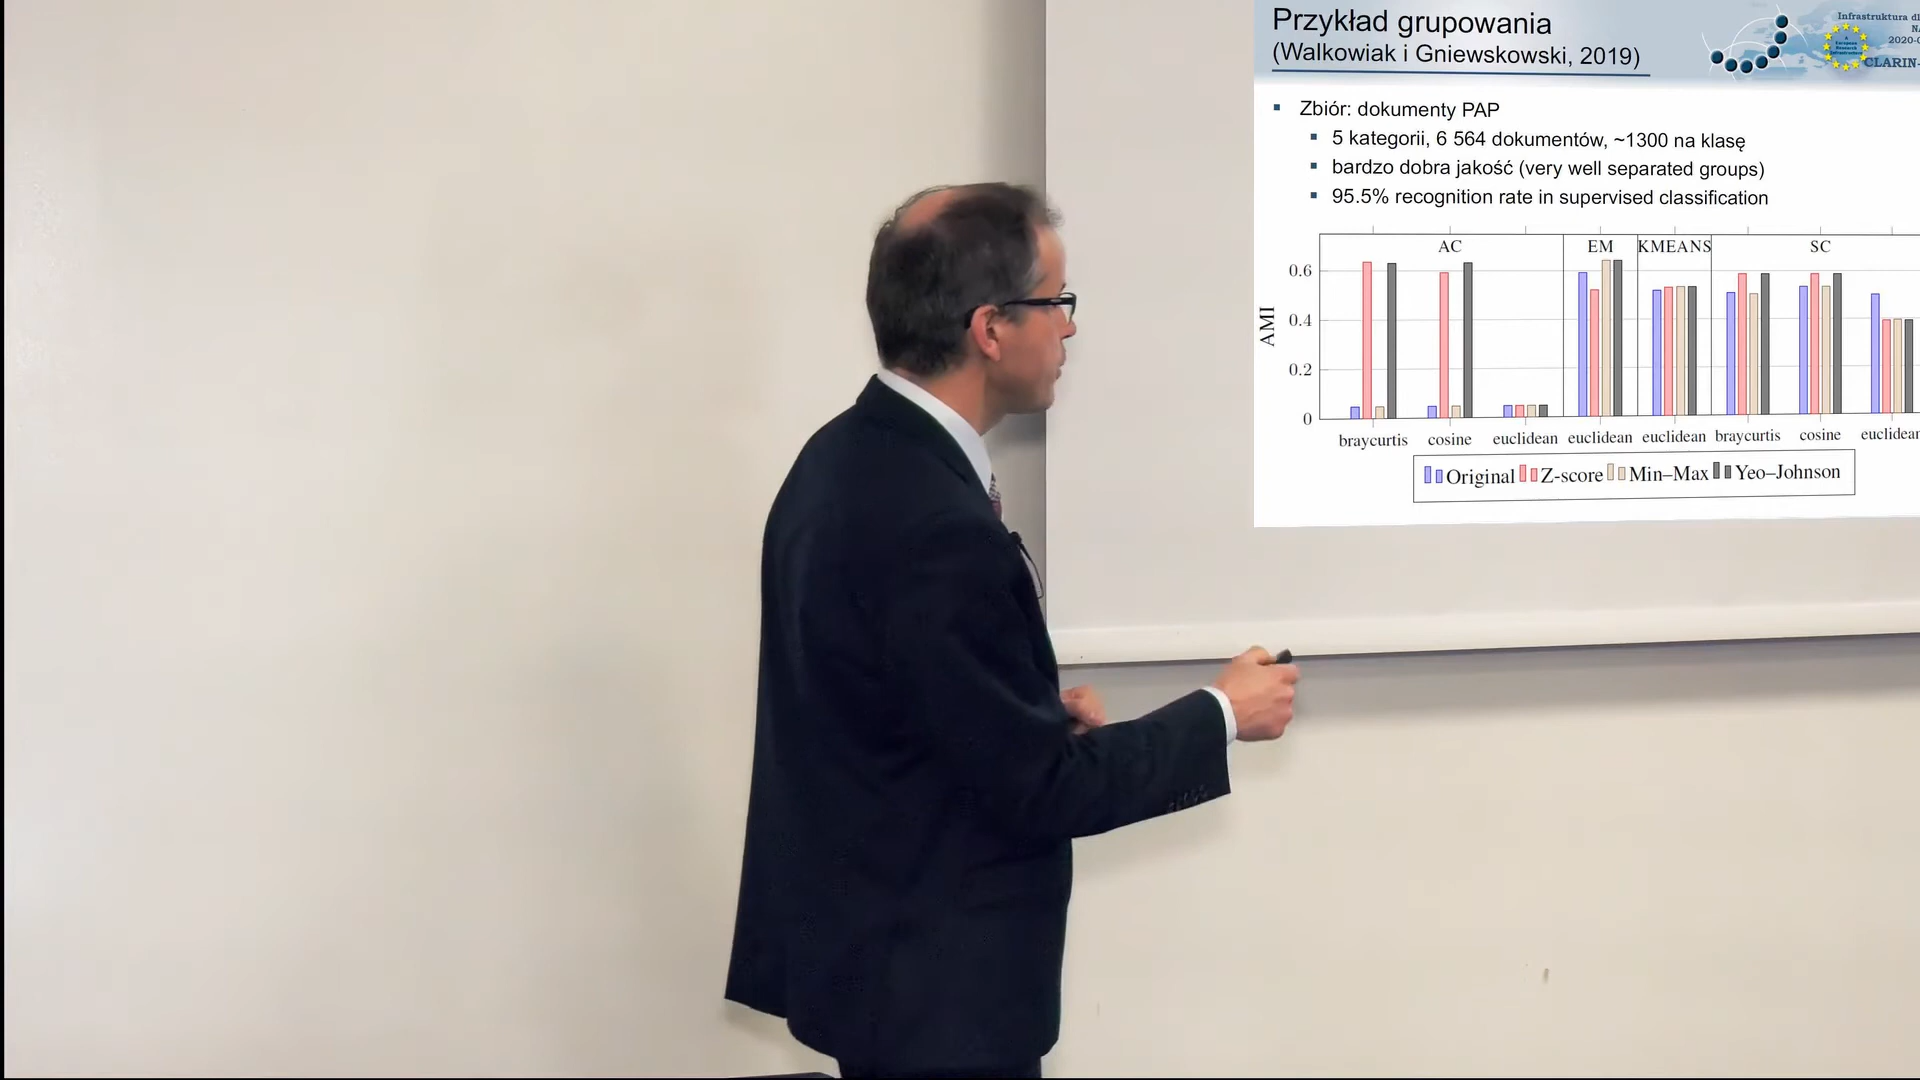 Przykład grupowania
(Walkowiak i Gniewskowski, 2019)
Infrastruktura
2020-
CLARIN-
Zbiór: dokumenty PAP
5 kategorii, 6 564 dokumentów, ~1300 na klasę
bardzo dobra jakość (very well separated groups)
95.5% recognition rate in supervised classification
AC EM KMEANS SC
AMI
0.6
0.4
0.2
0
braycurtis cosine euclidean euclidean euclidean braycurtis cosine euclidean
Original Z-score Min–Max Yeo–Johnson